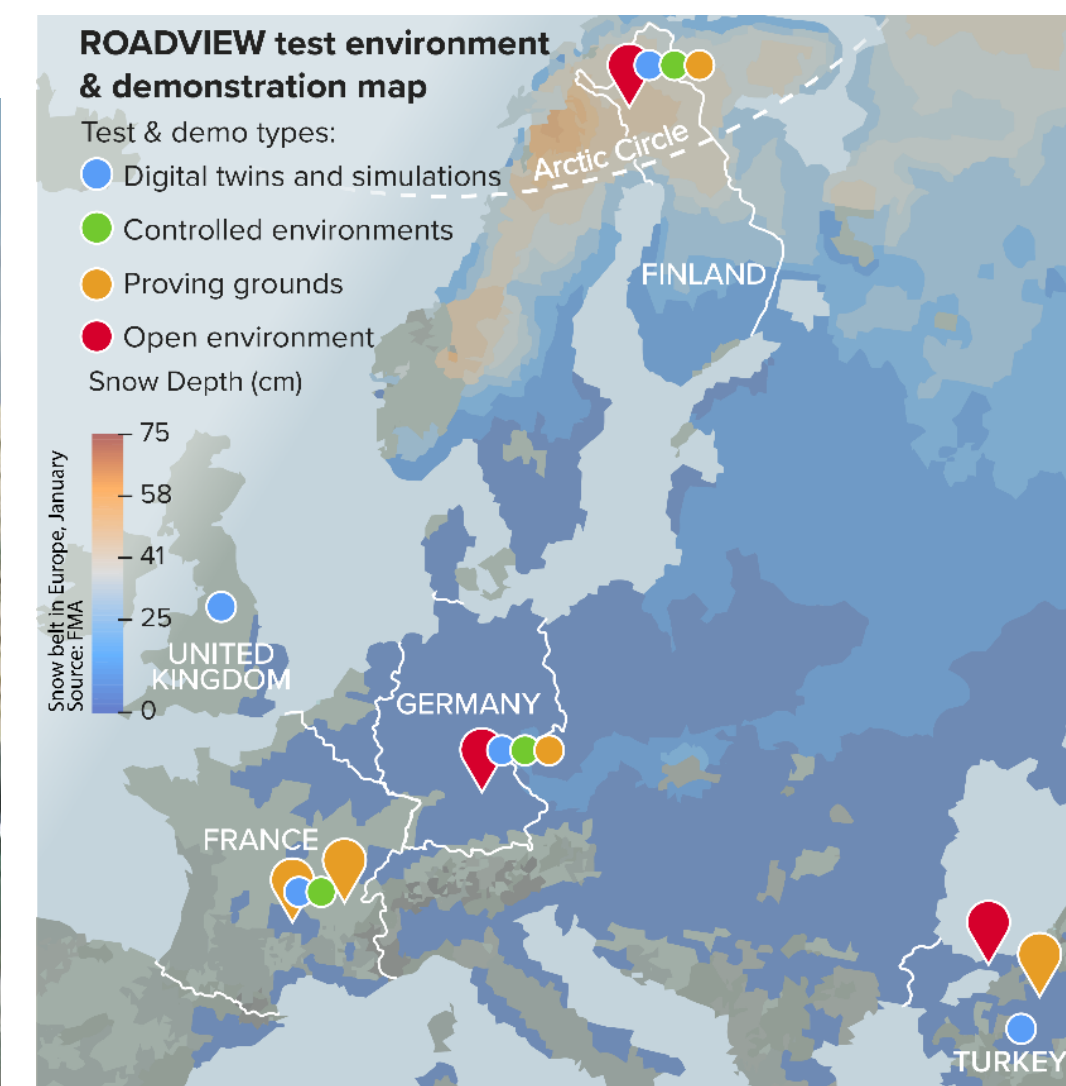 ROADVIEW test environment
& demonstration map
Test & demo types:
Digital twins and simulations
Controlled environments
Proving grounds
Open environment
Snow Depth (cm)
75
58
41
25
0
Snow belt in Europe, January
Source: FMA
Arctic Circle
FINLAND
UNITED
KINGDOM
GERMANY
FRANCE
TURKEY